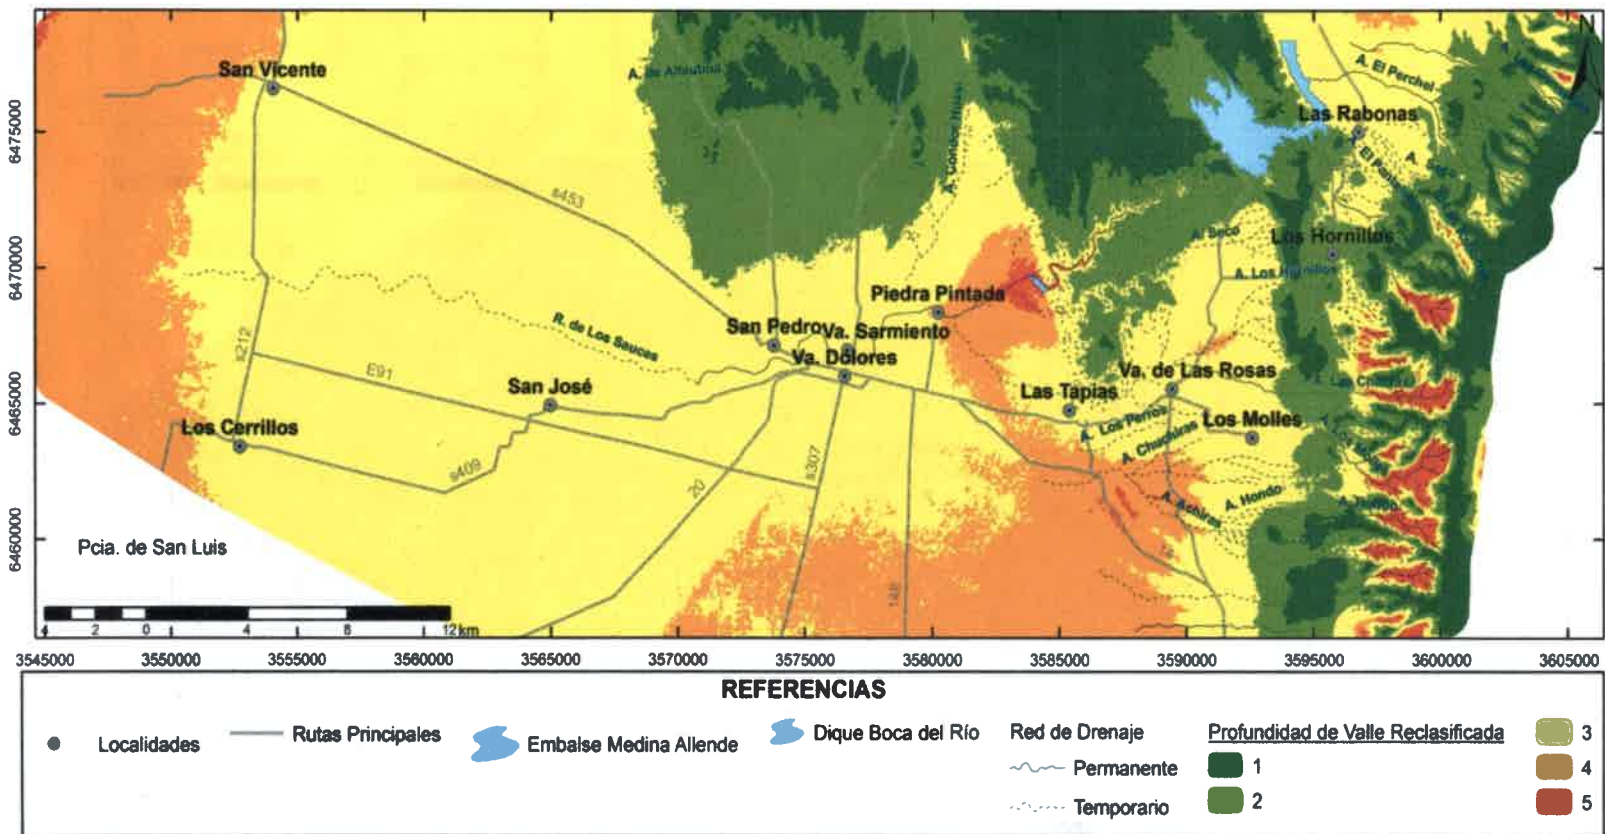 San Vicente
A. de Altautina
A. El Perchel
Las Rabonas
6475000
s453
6470000
A. Seco
Los Hornillos
A. Los Hornillos
Piedra Pintada
R. de Los Sauces
San Pedro
Va. Sarmiento
Va. Dolores
s212
E91
San José
Va. de Las Rosas
Las Tapias
6465000
Los Cerrillos
A. Los Perros
Los Molles
A. Chuchiras
s409
s307
20
A. Hondo
A. Achiras
6460000
Pcia. de San Luis
148
4 2 0 4 8 12 km
3545000 3550000 3555000 3560000 3565000 3570000 3575000 3580000 3585000 3590000 3595000 3600000 3605000
REFERENCIAS
Localidades
Rutas Principales
Embalse Medina Allende
Dique Boca del Río
Red de Drenaje
Permanente
Temporario
Profundidad de Valle Reclasificada
1
2
3
4
5